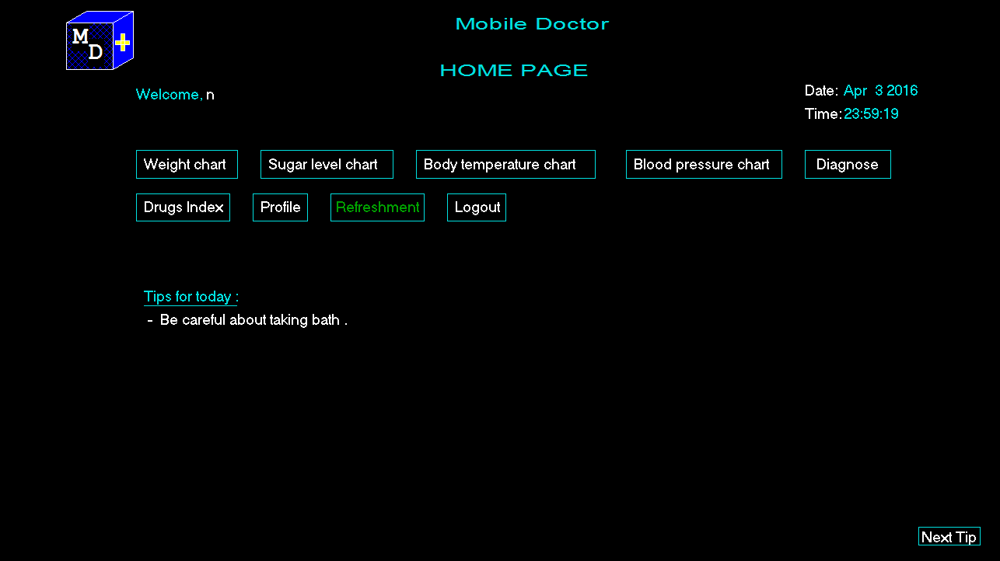 M
D
Mobile Doctor
HOME PAGE
Welcome, n
Date: Apr  3 2016
Time: 23:59:19
Weight chart Sugar level chart Body temperature chart Blood pressure chart Diagnose
Drugs Index Profile Refreshment Logout
Tips for today :
- Be careful about taking bath .
Next Tip